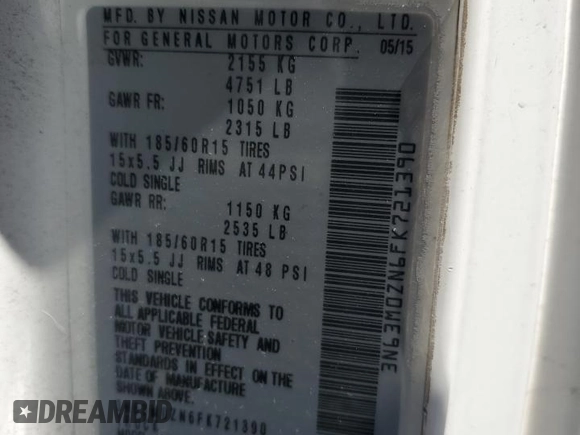 MFD. BY NISSAN MOTOR CO., LTD.
FOR GENERAL MOTORS CORP. 05/15
GVWR: 2155 KG
4751 LB
GAWR FR: 1050 KG
2315 LB
WITH 185/60R15 TIRES
15x5.5 JJ RIMS AT 44PSI
COLD SINGLE
GAWR RR: 1150 KG
2535 LB
WITH 185/60R15 TIRES
15x5.5 JJ RIMS AT 48 PSI
COLD SINGLE
THIS VEHICLE CONFORMS TO
ALL APPLICABLE FEDERAL
MOTOR VEHICLE SAFETY AND
THEFT PREVENTION
STANDARDS IN EFFECT ON THE
DATE OF MANUFACTURE
SHOWN ABOVE.
ZN6FK721390
3N63M0ZN6FK721390
DREAMBID
dreambid.com